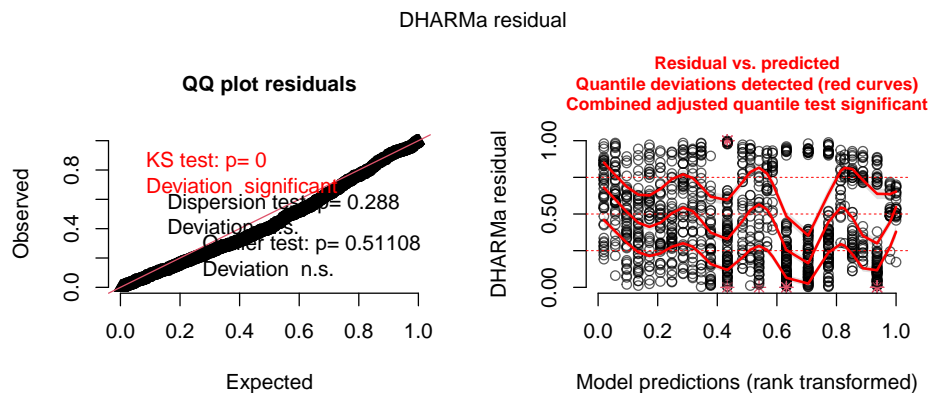 DHARMa residual
QQ plot residuals
KS test: p= 0
Deviation significant
Dispersion test: p= 0.288
Deviation n.s.
Outlier test: p= 0.51108
Deviation n.s.
Observed
0.0
0.4
0.8
0.0
0.2
0.4
0.6
0.8
1.0
Expected
Residual vs. predicted
Quantile deviations detected (red curves)
Combined adjusted quantile test significant
DHARMa residual
0.00
0.50
1.00
0.0
0.2
0.4
0.6
0.8
1.0
Model predictions (rank transformed)